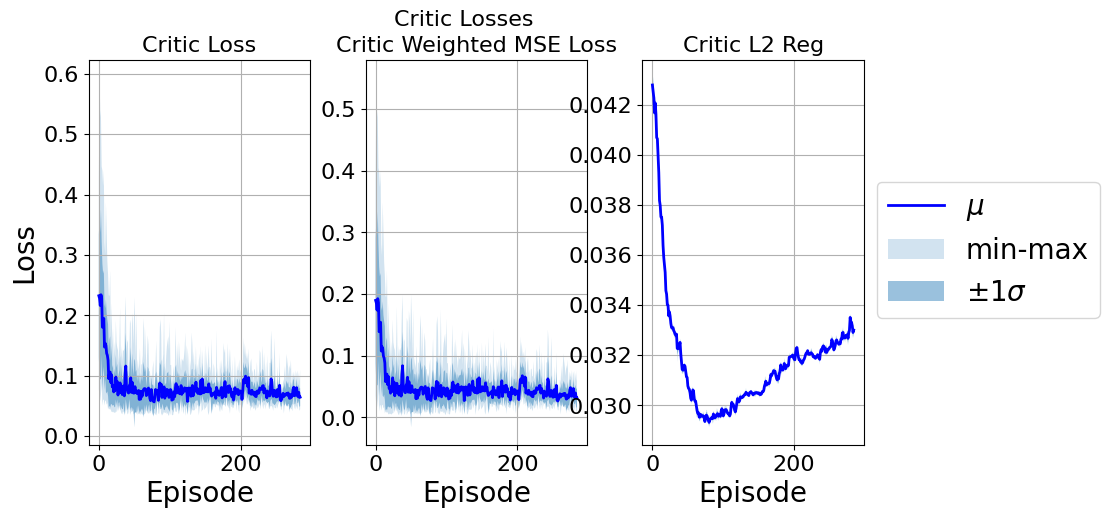 Critic Losses
Critic Loss
Critic Weighted MSE Loss
Critic L2 Reg
Loss
0.6
0.5
0.4
0.3
0.2
0.1
0.0
0
200
Episode
0.5
0.4
0.3
0.2
0.1
0.0
0
200
Episode
0.042
0.040
0.038
0.036
0.034
0.032
0.030
0
200
Episode
μ
min-max
±1σ